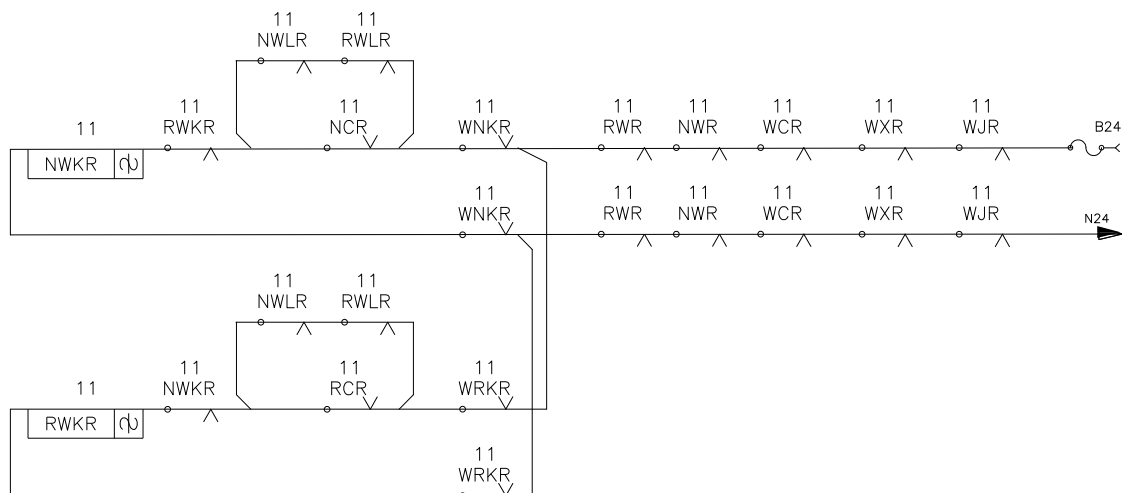 11 11
NWLR RWLR
11 11 11 11 11 11 11 11
RWKR NCR WNKR RWR NWR WCR WXR WJR B24
11
NWKR
11 11 11 11 11 11
WNKR RWR NWR WCR WXR WJR N24
11 11
NWLR RWLR
11 11 11
NWKR RCR WRKR
11
RWKR
11
WRKR